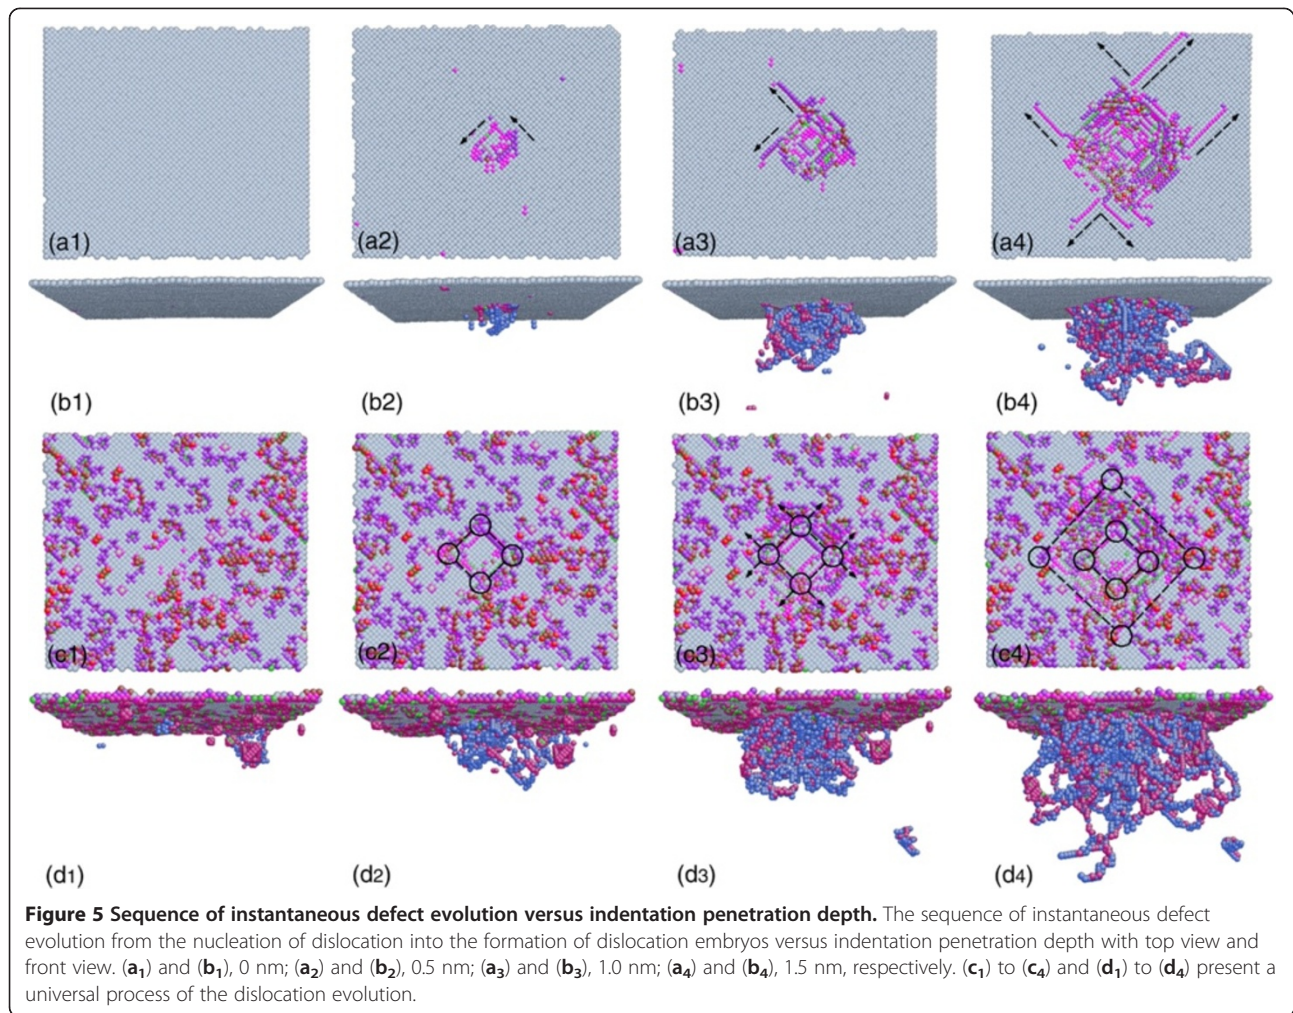 (a1) (a2) (a3) (a4)
(b1) (b2) (b3) (b4)
(c1) (c2) (c3) (c4)
(d1) (d2) (d3) (d4)
Figure 5 Sequence of instantaneous defect evolution versus indentation penetration depth. The sequence of instantaneous defect
evolution from the nucleation of dislocation into the formation of dislocation embryos versus indentation penetration depth with top view and
front view. (a₁) and (b₁), 0 nm; (a₂) and (b₂), 0.5 nm; (a₃) and (b₃), 1.0 nm; (a₄) and (b₄), 1.5 nm, respectively. (c₁) to (c₄) and (d₁) to (d₄) present a
universal process of the dislocation evolution.